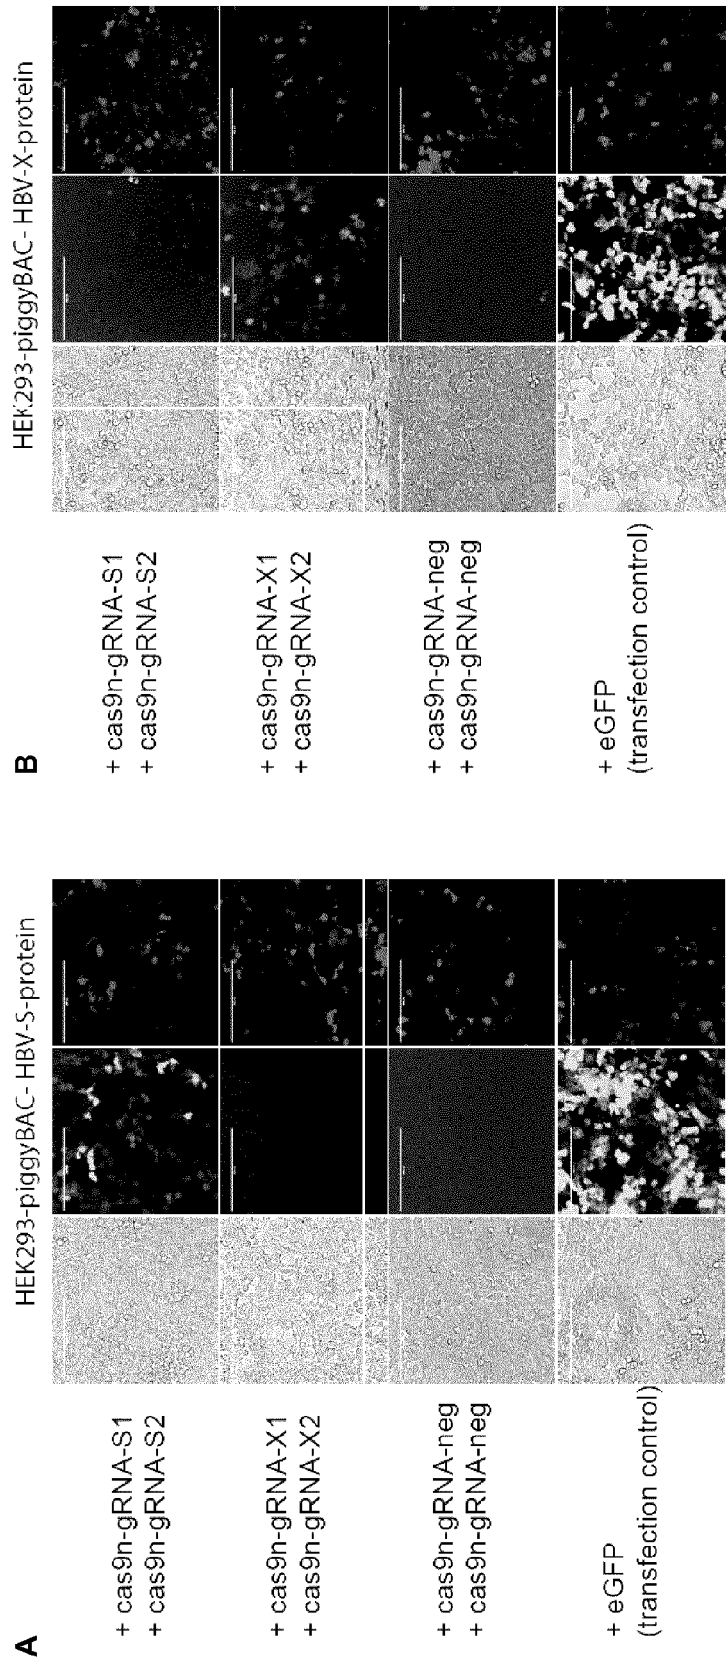 A
HEK293-piggyBAC- HBV-S-protein
+ cas9n-gRNA-S1
+ cas9n-gRNA-S2
+ cas9n-gRNA-X1
+ cas9n-gRNA-X2
+ cas9n-gRNA-neg
+ cas9n-gRNA-neg
+ eGFP
(transfection control)
B
HEK293-piggyBAC- HBV-X-protein
+ cas9n-gRNA-S1
+ cas9n-gRNA-S2
+ cas9n-gRNA-X1
+ cas9n-gRNA-X2
+ cas9n-gRNA-neg
+ cas9n-gRNA-neg
+ eGFP
(transfection control)